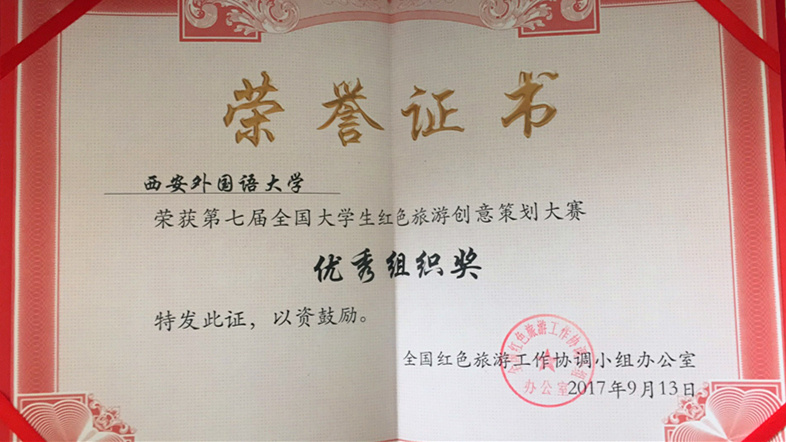 荣誉证书
西安外国语大学
荣获第七届全国大学生红色旅游创意策划大赛
优秀组织奖
特发此证，以资鼓励。
全国红色旅游工作协调小组办公室
2017年9月13日
办公室